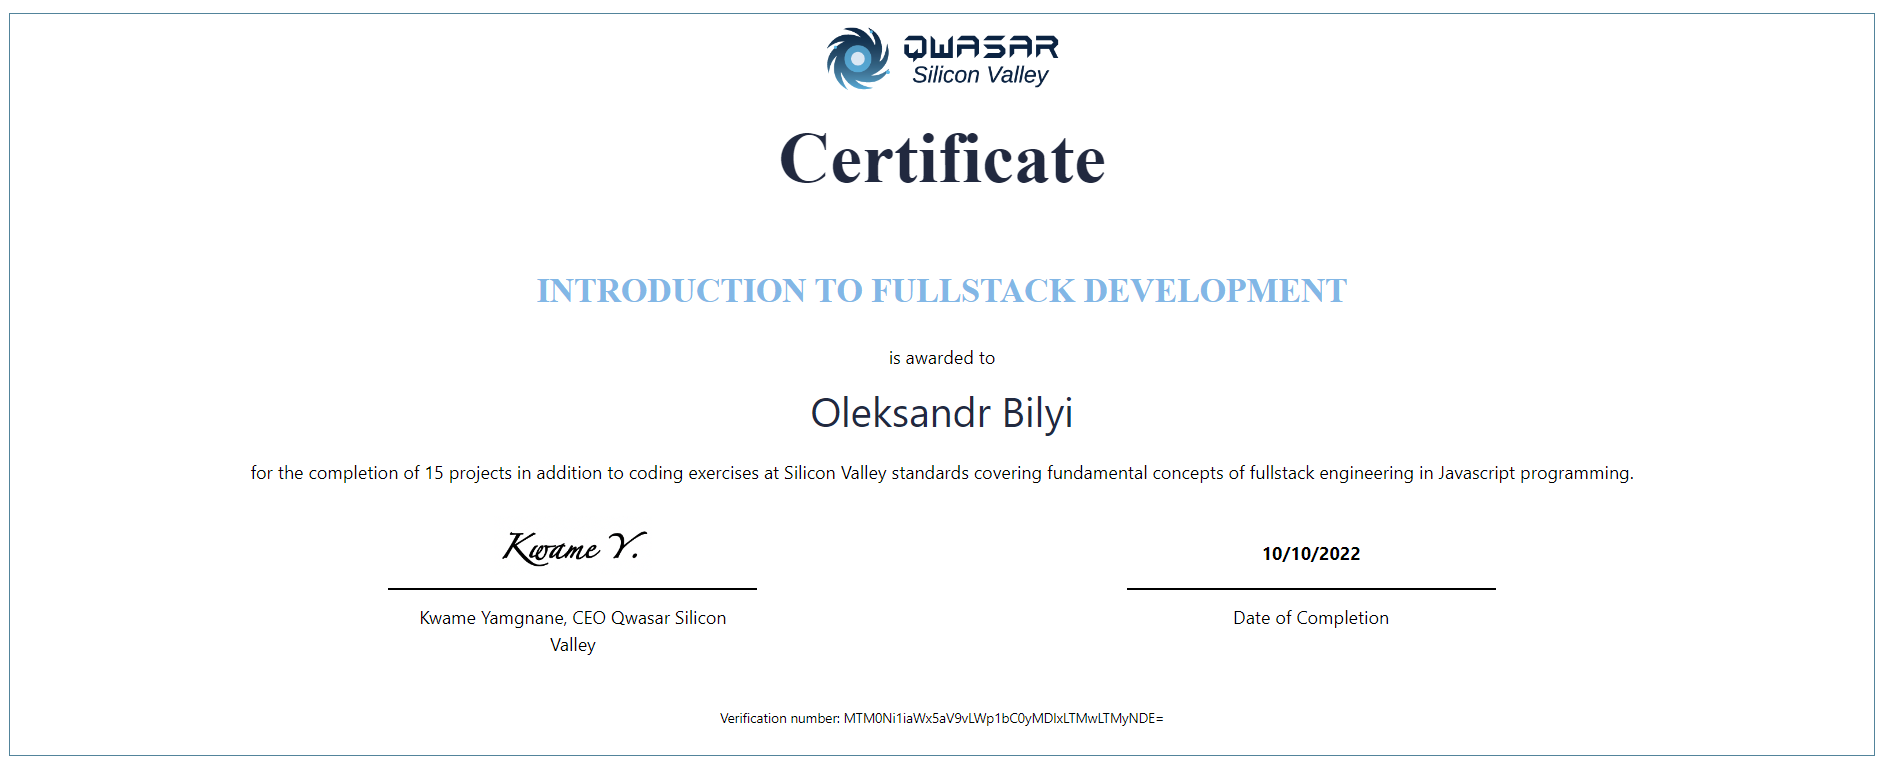 QWASAR
Silicon Valley
Certificate
INTRODUCTION TO FULLSTACK DEVELOPMENT
is awarded to
Oleksandr Bilyi
for the completion of 15 projects in addition to coding exercises at Silicon Valley standards covering fundamental concepts of fullstack engineering in Javascript programming.
Kwame Y.
10/10/2022
Kwame Yamgnane, CEO Qwasar Silicon
Valley
Date of Completion
Verification number: MTM0Ni1iaWx5aV9vLWp1bC0yMDIxLTMwLTMyNDE=